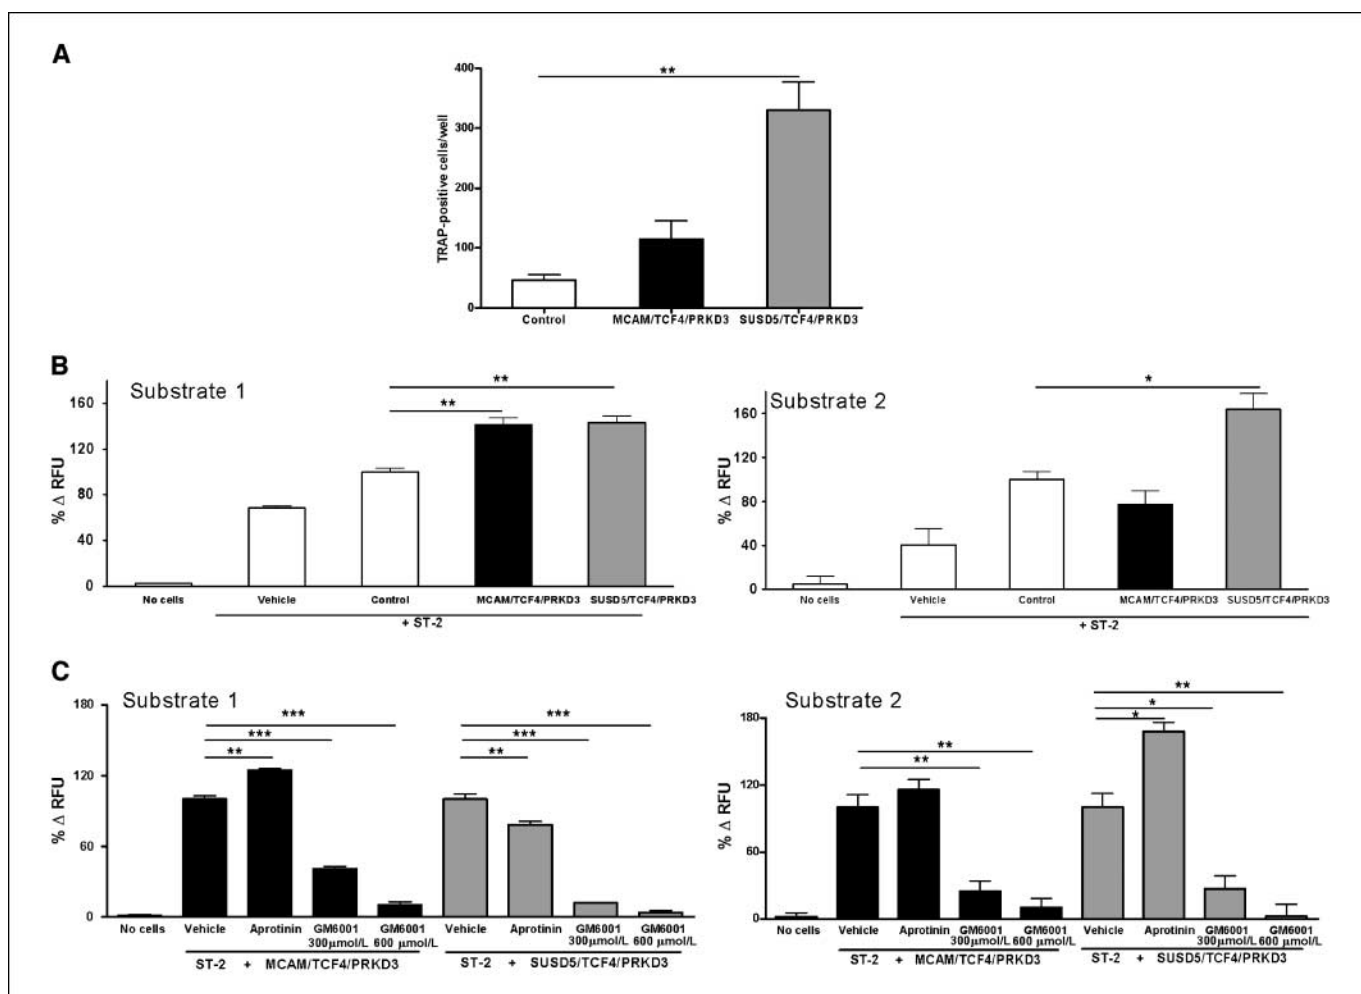 A
TRAP-positive cells/well
400
300
200
100
0
**
Control
MCAM/TCF4/PRKD3
SUSD5/TCF4/PRKD3
B
Substrate 1
% Δ RFU
160
120
80
40
0
**
**
No cells
Vehicle
Control
MCAM/TCF4/PRKD3
SUSD5/TCF4/PRKD3
+ ST-2
Substrate 2
% Δ RFU
160
120
80
40
0
*
No cells
Vehicle
Control
MCAM/TCF4/PRKD3
SUSD5/TCF4/PRKD3
+ ST-2
C
Substrate 1
% Δ RFU
180
120
60
0
***
***
**
***
***
**
No cells
Vehicle
Aprotinin
GM6001
300μmol/L
GM6001
600 μmol/L
Vehicle
Aprotinin
GM6001
300μmol/L
GM6001
600 μmol/L
ST-2 + MCAM/TCF4/PRKD3
ST-2 + SUSD5/TCF4/PRKD3
Substrate 2
% Δ RFU
180
120
60
0
**
**
**
*
*
No cells
Vehicle
Aprotinin
GM6001
300μmol/L
GM6001
600 μmol/L
Vehicle
Aprotinin
GM6001
300μmol/L
GM6001
600 μmol/L
ST-2 + MCAM/TCF4/PRKD3
ST-2 + SUSD5/TCF4/PRKD3